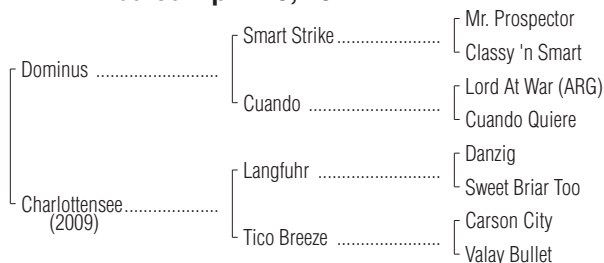 Mr. Prospector
Smart Strike ......................
Classy 'n Smart
Dominus ..........................
Lord At War (ARG)
Cuando ............................
Cuando Quiere
Danzig
Langfuhr ..........................
Sweet Briar Too
Charlottensee....................
(2009)
Carson City
Tico Breeze ......................
Valay Bullet